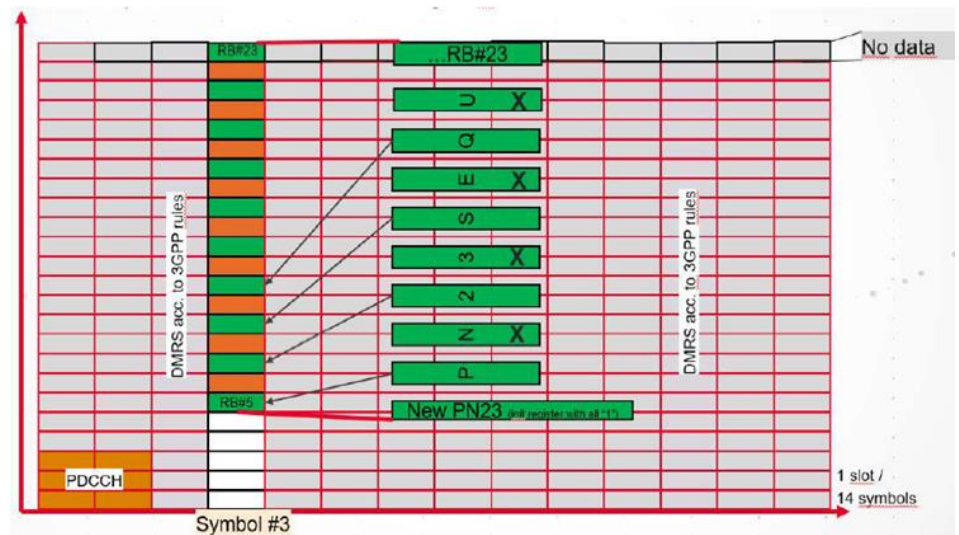 RB#23
...RB#23
No data
U X
Q
E X
S
3 X
2
N X
P
DMRS acc. to 3GPP rules
DMRS acc. to 3GPP rules
RB#5
New PN23 (init register with all "1")
PDCCH
1 slot /
14 symbols
Symbol #3